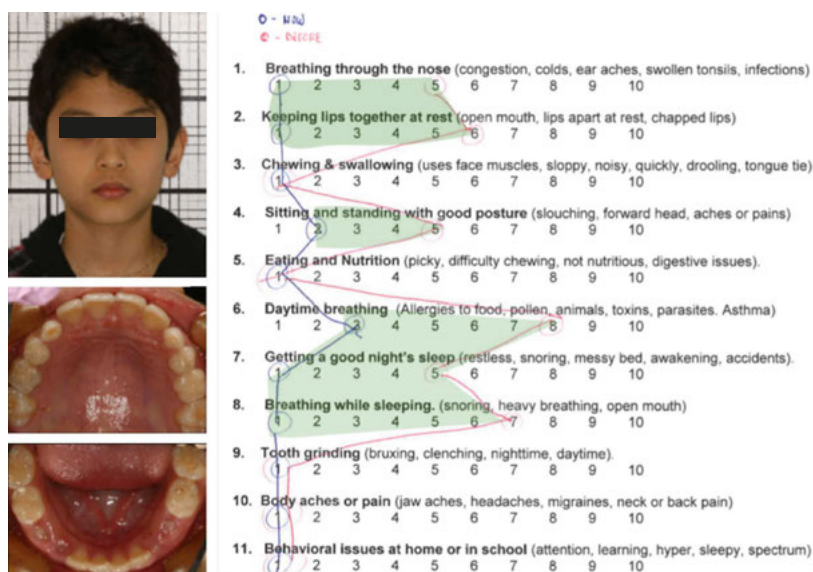 O - NOW
O - BEFORE
1. Breathing through the nose (congestion, colds, ear aches, swollen tonsils, infections)
1 2 3 4 5 6 7 8 9 10
2. Keeping lips together at rest (open mouth, lips apart at rest, chapped lips)
1 2 3 4 5 6 7 8 9 10
3. Chewing & swallowing (uses face muscles, sloppy, noisy, quickly, drooling, tongue tie)
1 2 3 4 5 6 7 8 9 10
4. Sitting and standing with good posture (slouching, forward head, aches or pains)
1 2 3 4 5 6 7 8 9 10
5. Eating and Nutrition (picky, difficulty chewing, not nutritious, digestive issues).
1 2 3 4 5 6 7 8 9 10
6. Daytime breathing (Allergies to food, pollen, animals, toxins, parasites. Asthma)
1 2 3 4 5 6 7 8 9 10
7. Getting a good night's sleep (restless, snoring, messy bed, awakening, accidents).
1 2 3 4 5 6 7 8 9 10
8. Breathing while sleeping. (snoring, heavy breathing, open mouth)
1 2 3 4 5 6 7 8 9 10
9. Tooth grinding (bruxing, clenching, nighttime, daytime).
1 2 3 4 5 6 7 8 9 10
10. Body aches or pain (jaw aches, headaches, migraines, neck or back pain)
1 2 3 4 5 6 7 8 9 10
11. Behavioral issues at home or in school (attention, learning, hyper, sleepy, spectrum)
1 2 3 4 5 6 7 8 9 10